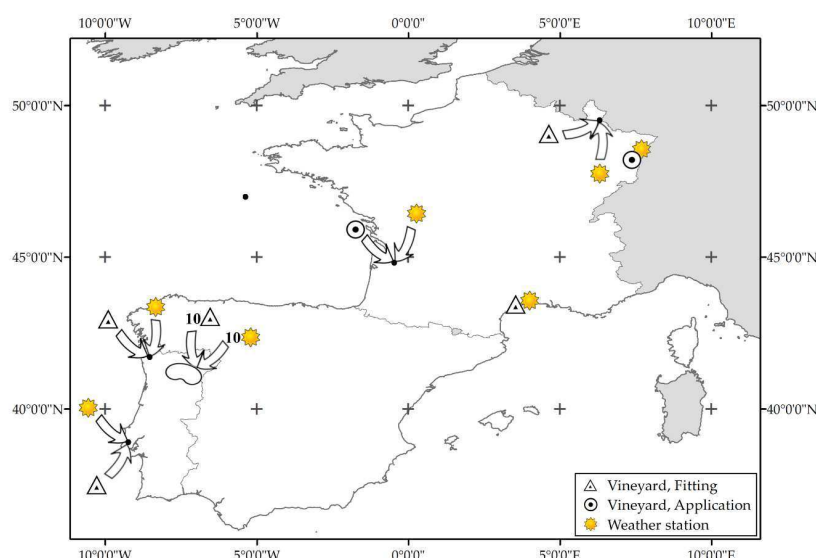 10°0'0"W 5°0'0"W 0°0'0" 5°0'0"E 10°0'0"E
50°0'0"N 50°0'0"N
45°0'0"N 45°0'0"N
10
10
40°0'0"N 40°0'0"N
Vineyard, Fitting
Vineyard, Application
Weather station
10°0'0"W 5°0'0"W 0°0'0" 5°0'0"E 10°0'0"E